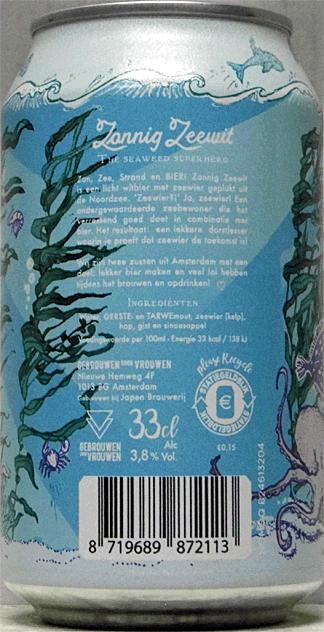 Zonnig Zeewit
THE SEAWEED SUPERHERO
Zon, Zee, Strand en BIER! Zonnig Zeewit
is een licht witbier met zeewier geplukt uit
de Noordzee. "Zeewier?!" Ja, zeewier! Een
ondergewaardeerde zeebewoner die het
verrassend goed doet in combinatie met
bier. Het resultaat: een lekkere dorstlesser
waarin je proeft dat zeewier de toekomst is!
Wij zijn twee zussen uit Amsterdam met een
doel: lekker bier maken en veel lol hebben
tijdens het brouwen en opdrinken!
INGREDIËNTEN
Water, GERSTE- en TARWEmout, zeewier (kelp),
hop, gist en sinaasappel
Voedingswaarde per 100ml - Energie 33 kcal / 138 kJ
GEBROUWEN DOOR VROUWEN
Nieuwe Hemweg 4F
1013 BG Amsterdam
Gebrouwen bij Jopen Brouwerij
Please Recycle
STATIEGELDBLIK
STATIEGELDBLIK
€
€0,15
33cl
Alc
3,8% Vol.
GEBROUWEN
DOOR VROUWEN
8 719689 872113